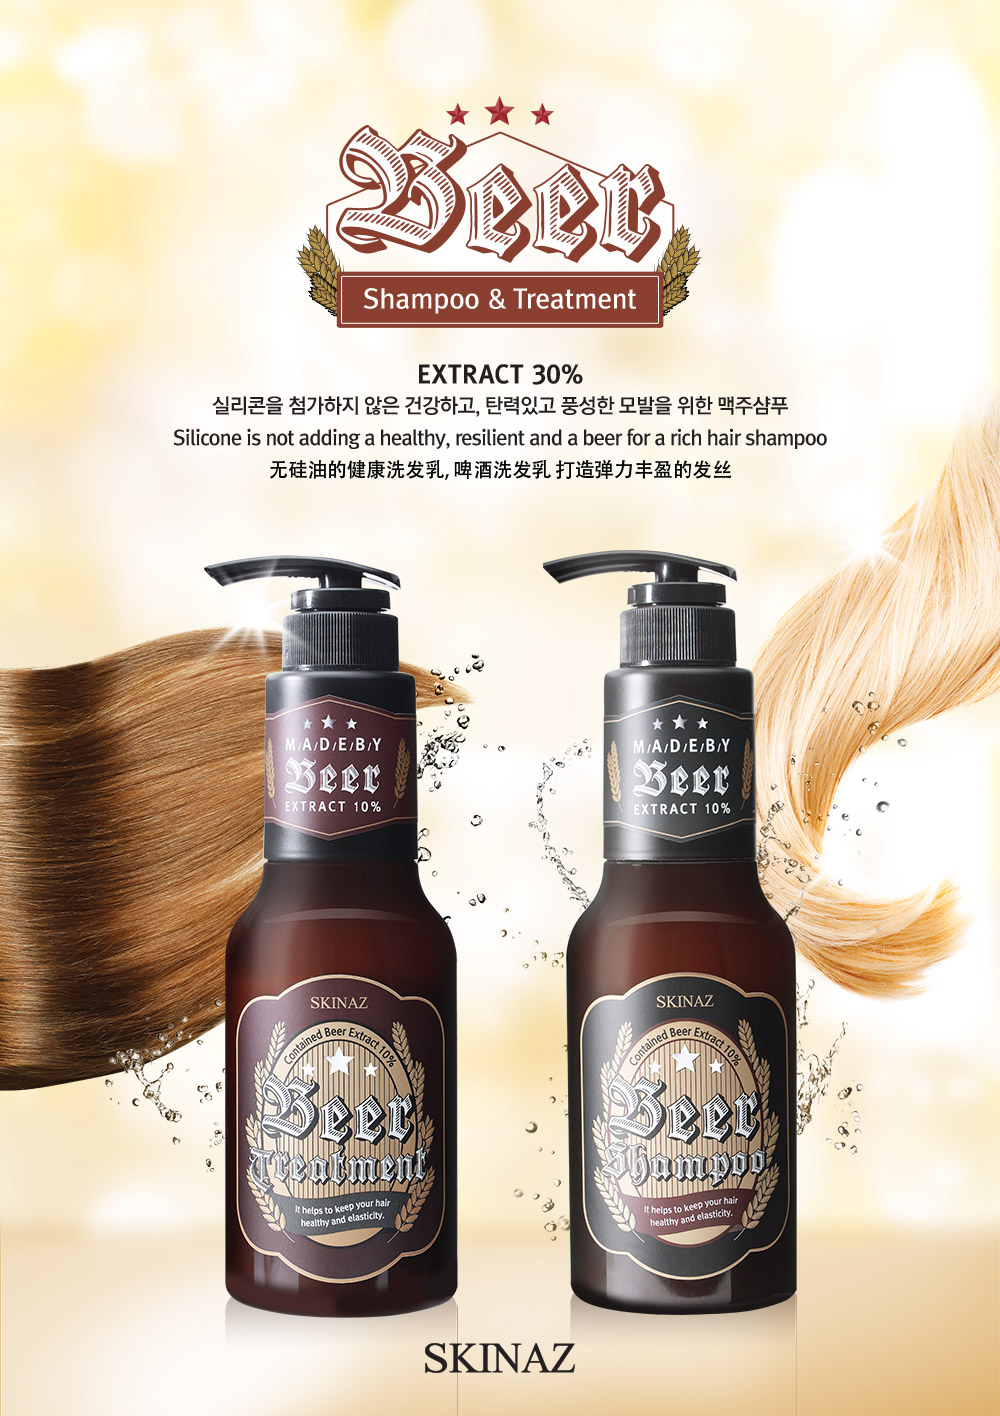 Beer
Shampoo & Treatment
EXTRACT 30%
실리콘을 첨가하지 않은 건강하고, 탄력있고 풍성한 모발을 위한 맥주샴푸
Silicone is not adding a healthy, resilient and a beer for a rich hair shampoo
无硅油的健康洗发乳, 啤酒洗发乳 打造弹力丰盈的发丝
M/A/D/E/B/Y
Beer
EXTRACT 10%
SKINAZ
Contained Beer Extract 10%
Beer
Treatment
It helps to keep your hair
healthy and elasticity.
M/A/D/E/B/Y
Beer
EXTRACT 10%
SKINAZ
Contained Beer Extract 10%
Beer
Shampoo
It helps to keep your hair
healthy and elasticity.
SKINAZ